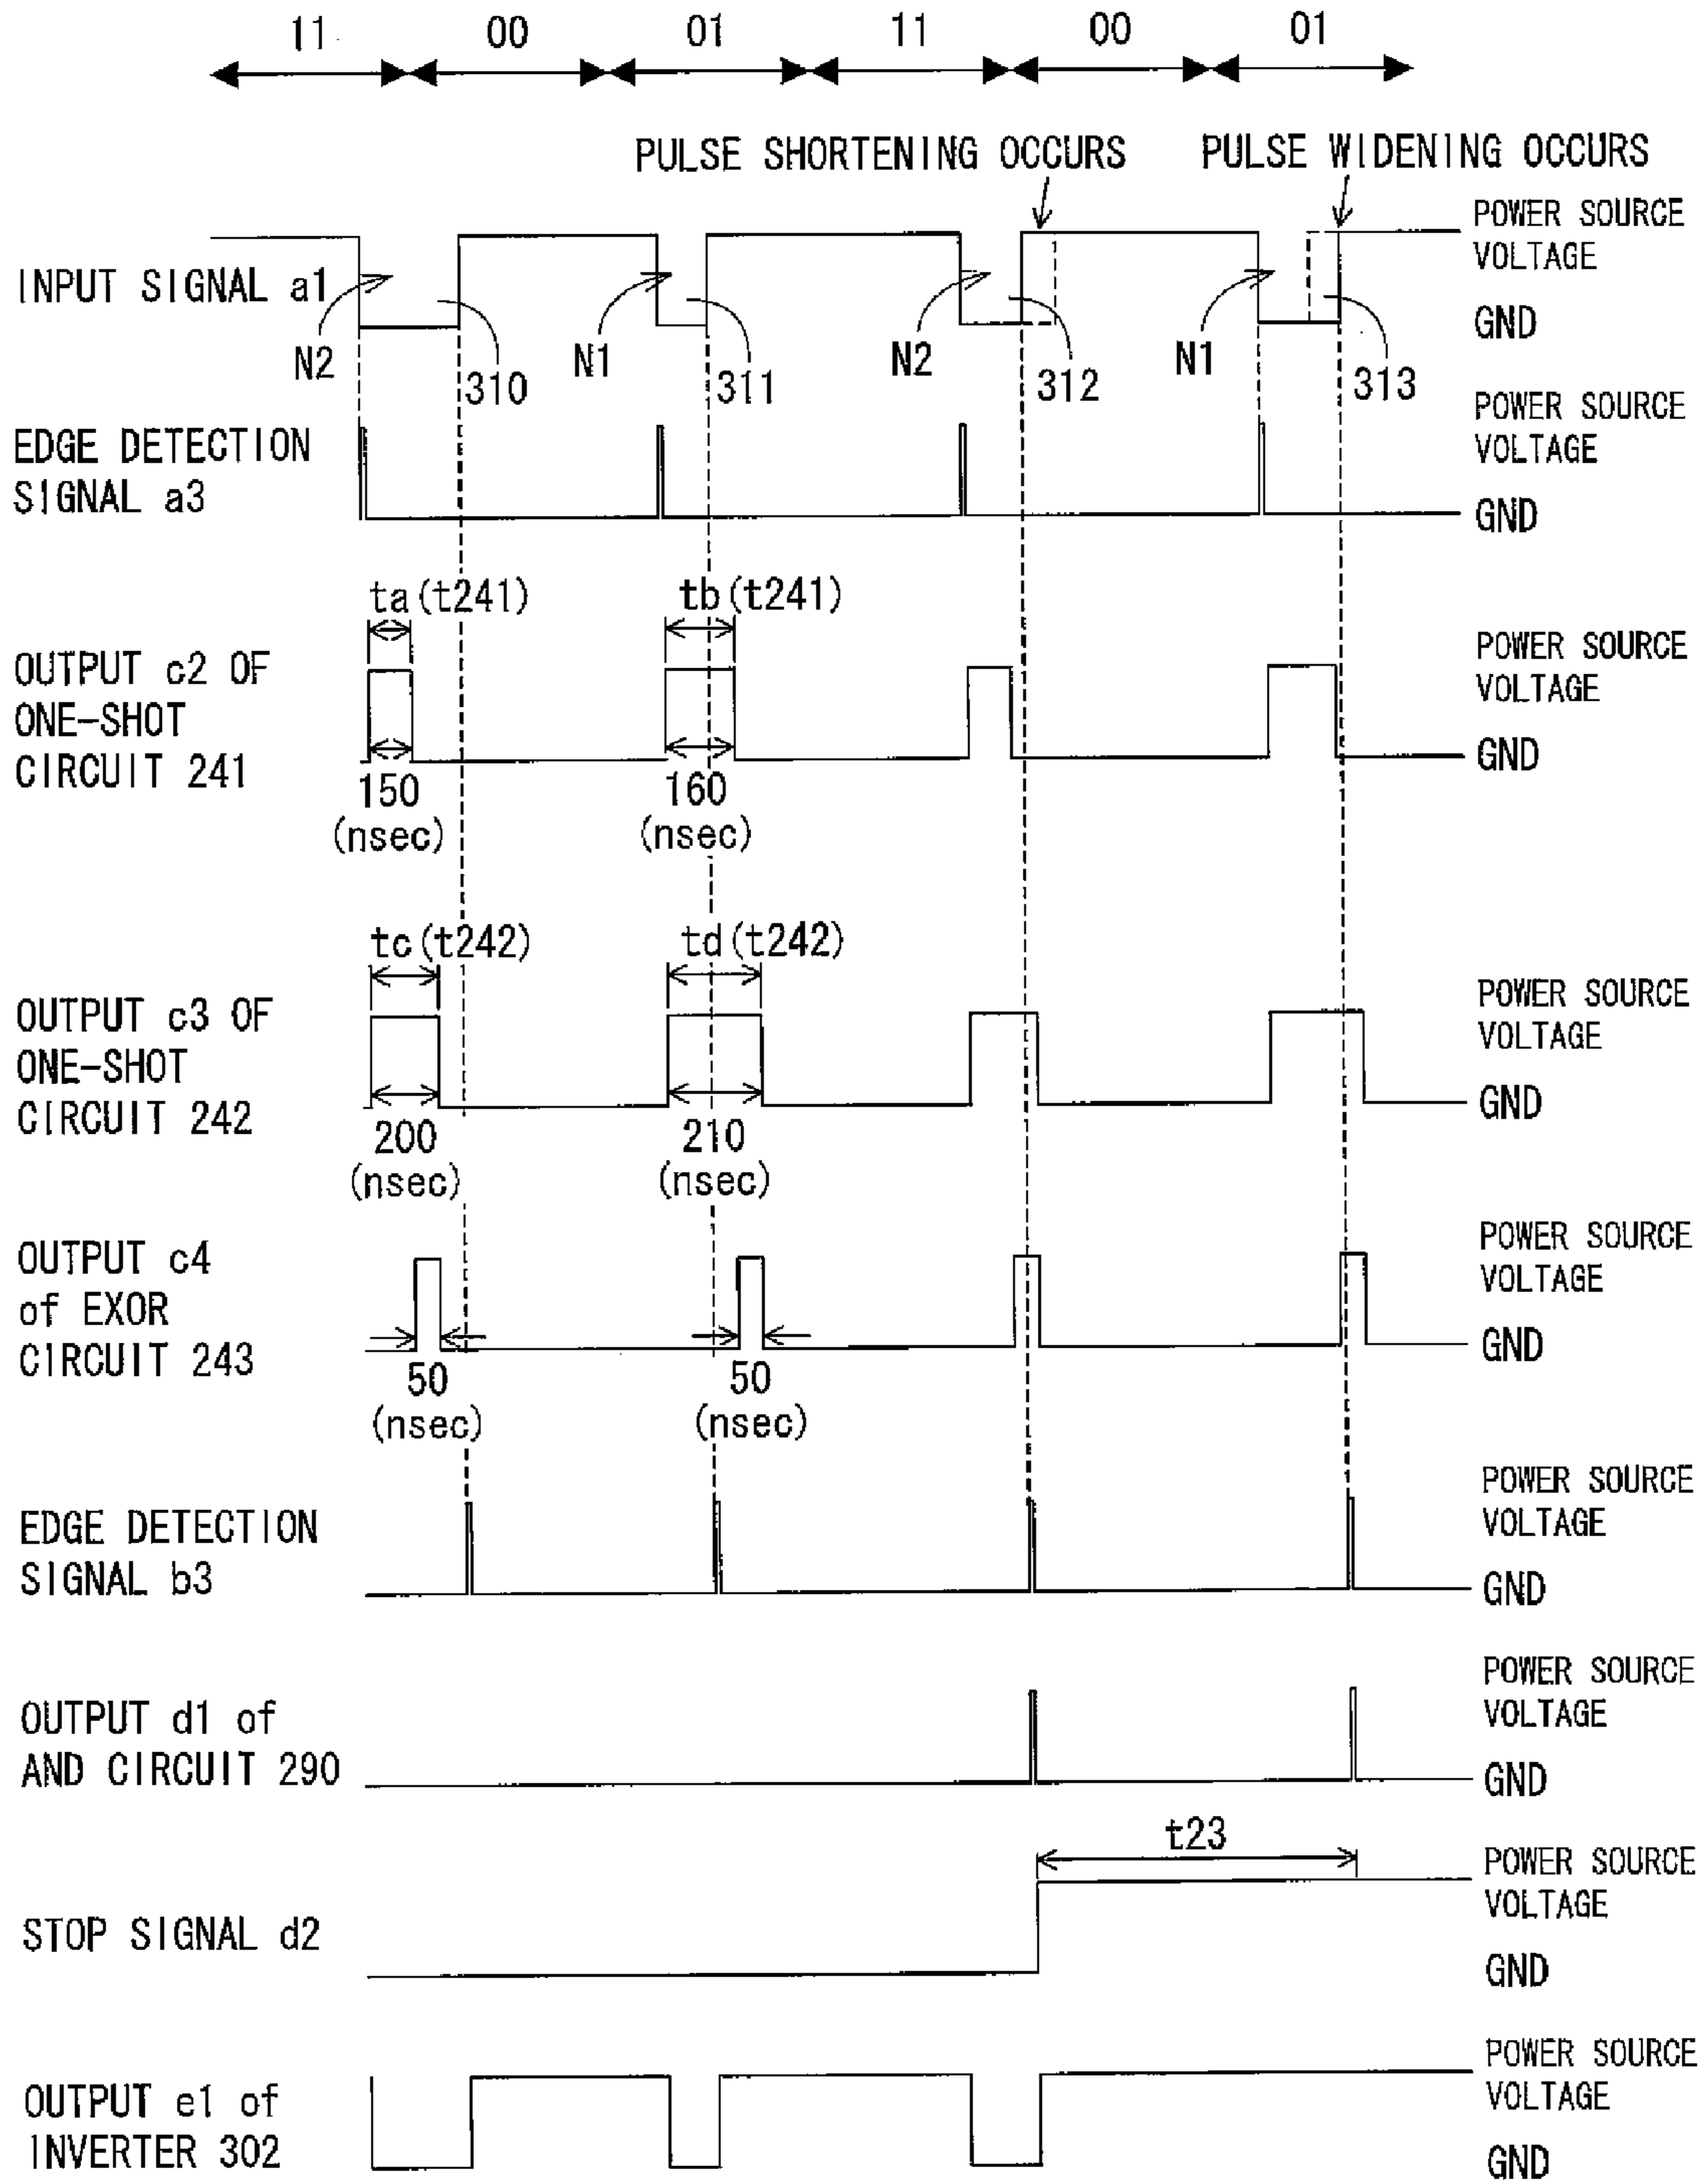 11 00 01 11 00 01
PULSE SHORTENING OCCURS
PULSE WIDENING OCCURS
INPUT SIGNAL a1
N2
310
N1
311
N2
312
N1
313
POWER SOURCE
VOLTAGE
GND
EDGE DETECTION
SIGNAL a3
POWER SOURCE
VOLTAGE
GND
ta(t241)
tb(t241)
OUTPUT c2 OF
ONE-SHOT
CIRCUIT 241
150
(nsec)
160
(nsec)
POWER SOURCE
VOLTAGE
GND
tc(t242)
td(t242)
OUTPUT c3 OF
ONE-SHOT
CIRCUIT 242
200
(nsec)
210
(nsec)
POWER SOURCE
VOLTAGE
GND
OUTPUT c4
of EXOR
CIRCUIT 243
50
(nsec)
50
(nsec)
POWER SOURCE
VOLTAGE
GND
EDGE DETECTION
SIGNAL b3
POWER SOURCE
VOLTAGE
GND
OUTPUT d1 of
AND CIRCUIT 290
POWER SOURCE
VOLTAGE
GND
t23
STOP SIGNAL d2
POWER SOURCE
VOLTAGE
GND
OUTPUT e1 of
INVERTER 302
POWER SOURCE
VOLTAGE
GND